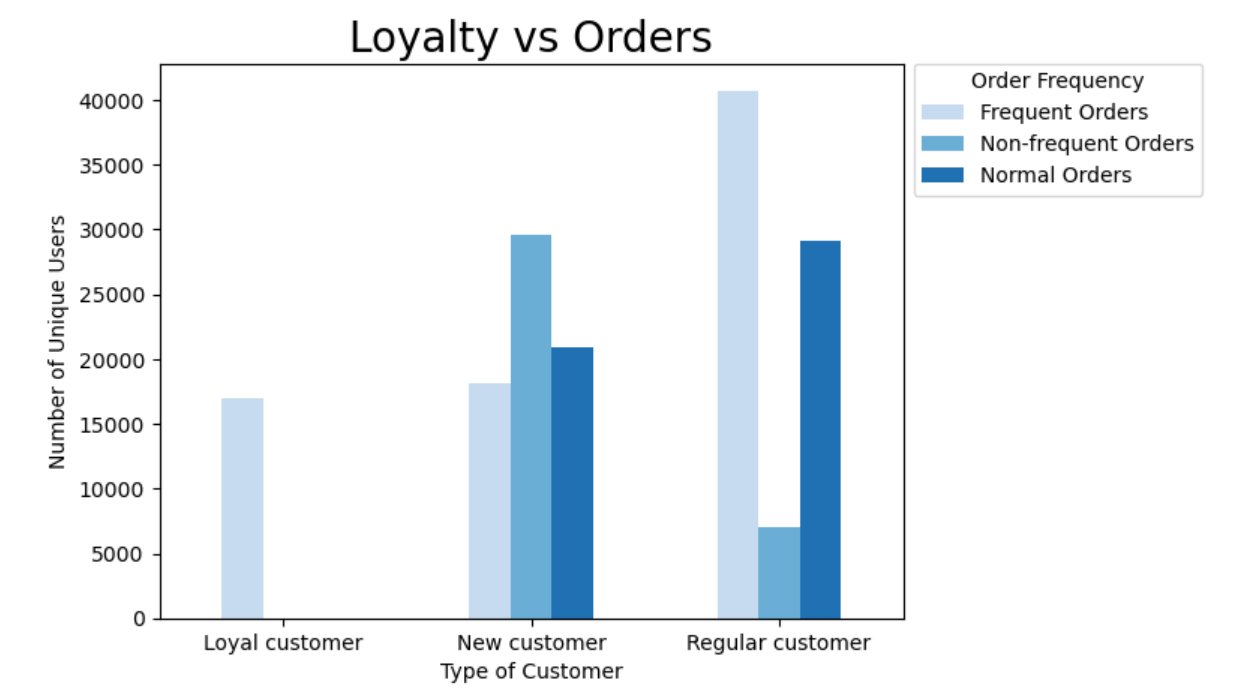 Loyalty vs Orders
Order Frequency
Frequent Orders
Non-frequent Orders
Normal Orders
Number of Unique Users
40000
35000
30000
25000
20000
15000
10000
5000
0
Loyal customer
New customer
Regular customer
Type of Customer